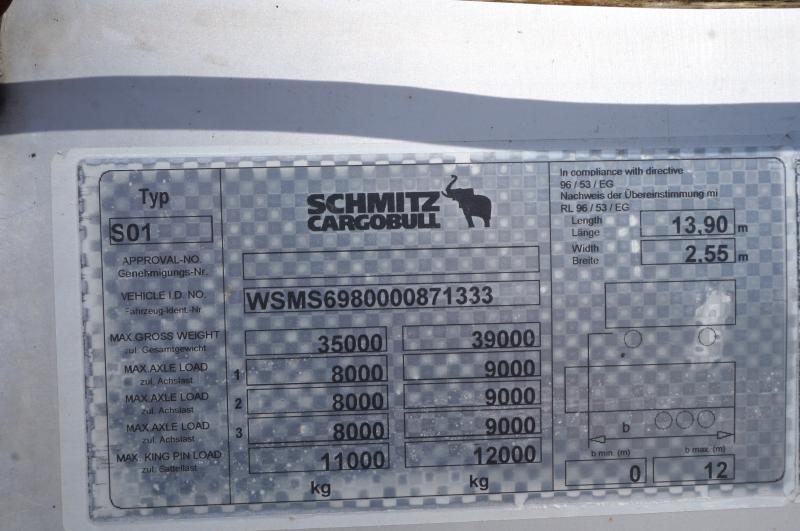 Typ
S01
SCHMITZ
CARGOBULL
In compliance with directive
96 / 53 / EG
Nachweis der Übereinstimmung mi
RL 96 / 53 / EG
Length
Länge
13,90 m
Width
Breite
2,55 m
APPROVAL-NO.
Genehmigungs-Nr.
VEHICLE I.D. NO.
Fahrzeug-Ident.-Nr
WSMS6980000871333
MAX.GROSS WEIGHT
zul. Gesamtgewicht
35000 39000
MAX.AXLE LOAD
zul. Achslast
1 8000 9000
MAX.AXLE LOAD
zul. Achslast
2 8000 9000
MAX.AXLE LOAD
zul. Achslast
3 8000 9000
MAX. KING PIN LOAD
zul. Sattellast
11000 12000
kg kg
b
b min. (m) b max. (m)
0 12